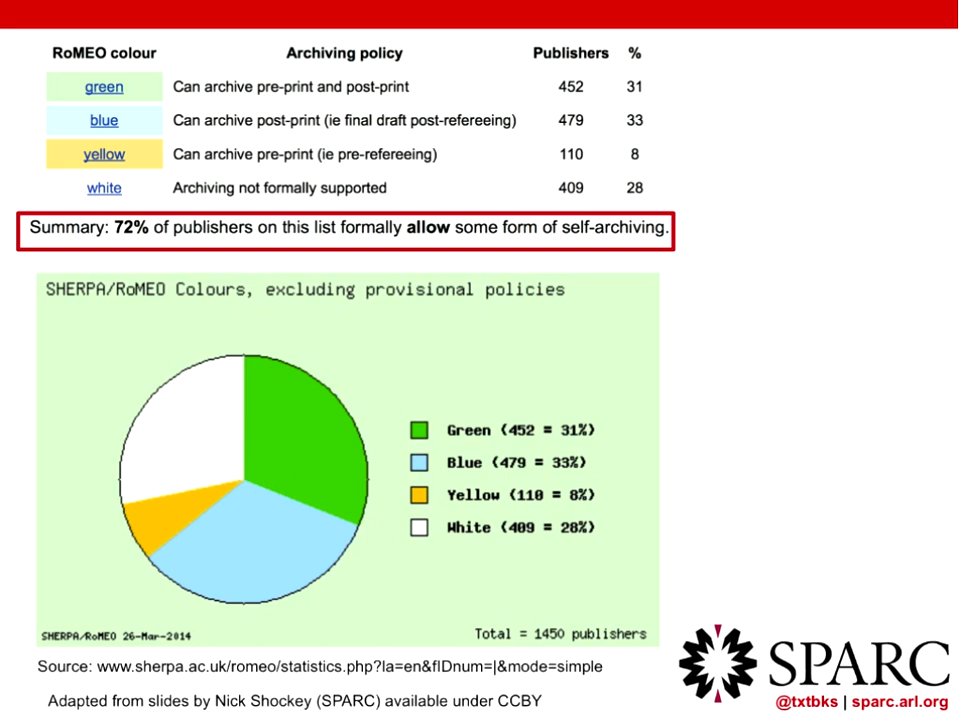 RoMEO colour Archiving policy Publishers %
green Can archive pre-print and post-print 452 31
blue Can archive post-print (ie final draft post-refereeing) 479 33
yellow Can archive pre-print (ie pre-refereeing) 110 8
white Archiving not formally supported 409 28
Summary: 72% of publishers on this list formally allow some form of self-archiving.
SHERPA/RoMEO Colours, excluding provisional policies
Green (452 = 31%)
Blue (479 = 33%)
Yellow (110 = 8%)
White (409 = 28%)
SHERPA/RoMEO 26-Mar-2014 Total = 1450 publishers
Source: www.sherpa.ac.uk/romeo/statistics.php?la=en&fIDnum=|&mode=simple
Adapted from slides by Nick Shockey (SPARC) available under CCBY
SPARC
@txtbks | sparc.arl.org